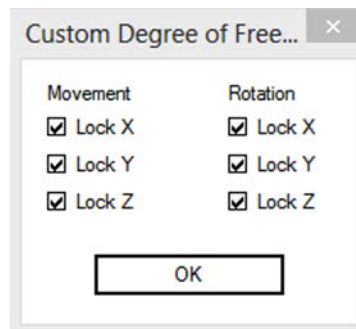 Custom Degree of Free...
Movement Rotation
Lock X Lock X
Lock Y Lock Y
Lock Z Lock Z
OK